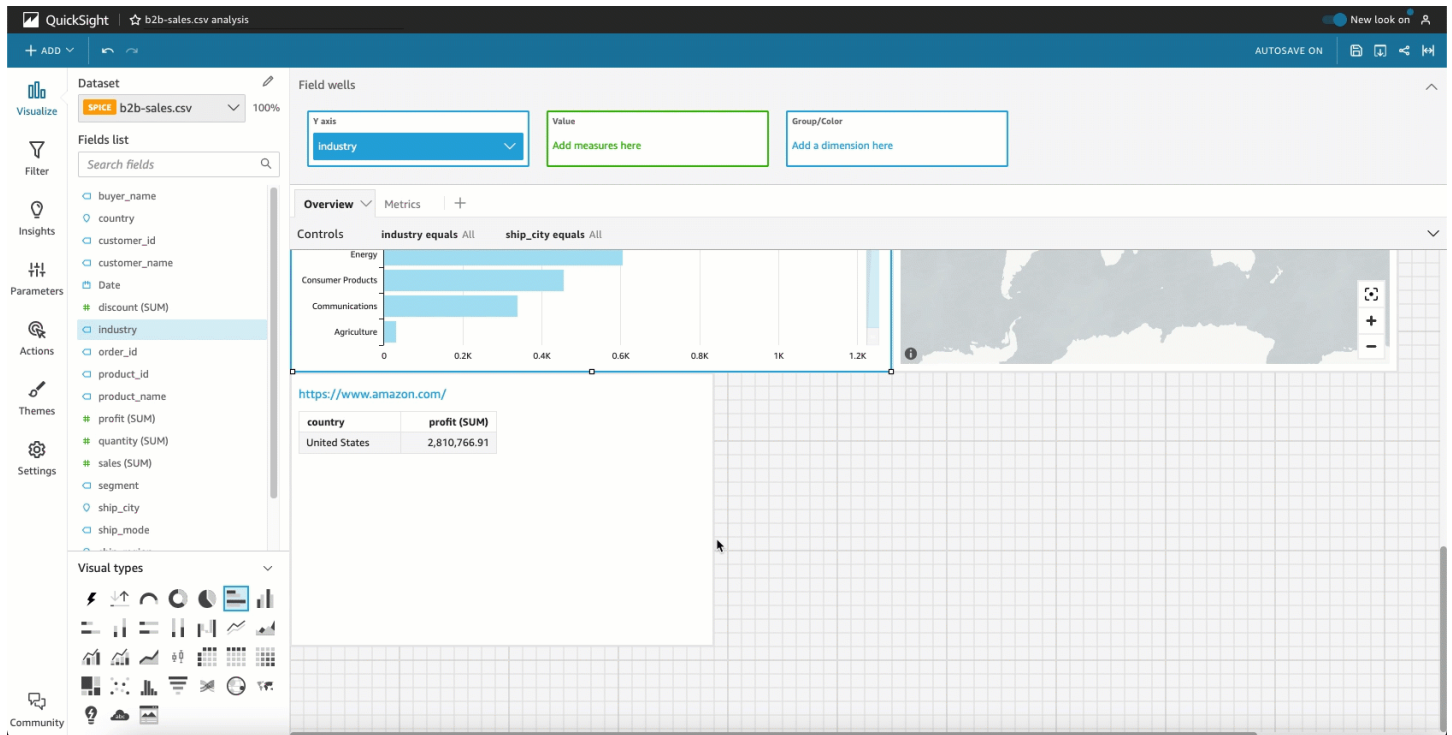 QuickSight
b2b-sales.csv analysis
New look on
+ ADD
AUTOSAVE ON
Visualize
Filter
Insights
Parameters
Actions
Themes
Settings
Community
Dataset
SPICE b2b-sales.csv 100%
Fields list
Search fields
buyer_name
country
customer_id
customer_name
Date
# discount (SUM)
industry
order_id
product_id
product_name
# profit (SUM)
# quantity (SUM)
# sales (SUM)
segment
ship_city
ship_mode
Visual types
Field wells
Y axis
industry
Value
Add measures here
Group/Color
Add a dimension here
Overview
Metrics
+
Controls
industry equals All
ship_city equals All
Energy
Consumer Products
Communications
Agriculture
0 0.2K 0.4K 0.6K 0.8K 1K 1.2K
https://www.amazon.com/
country profit (SUM)
United States 2,810,766.91